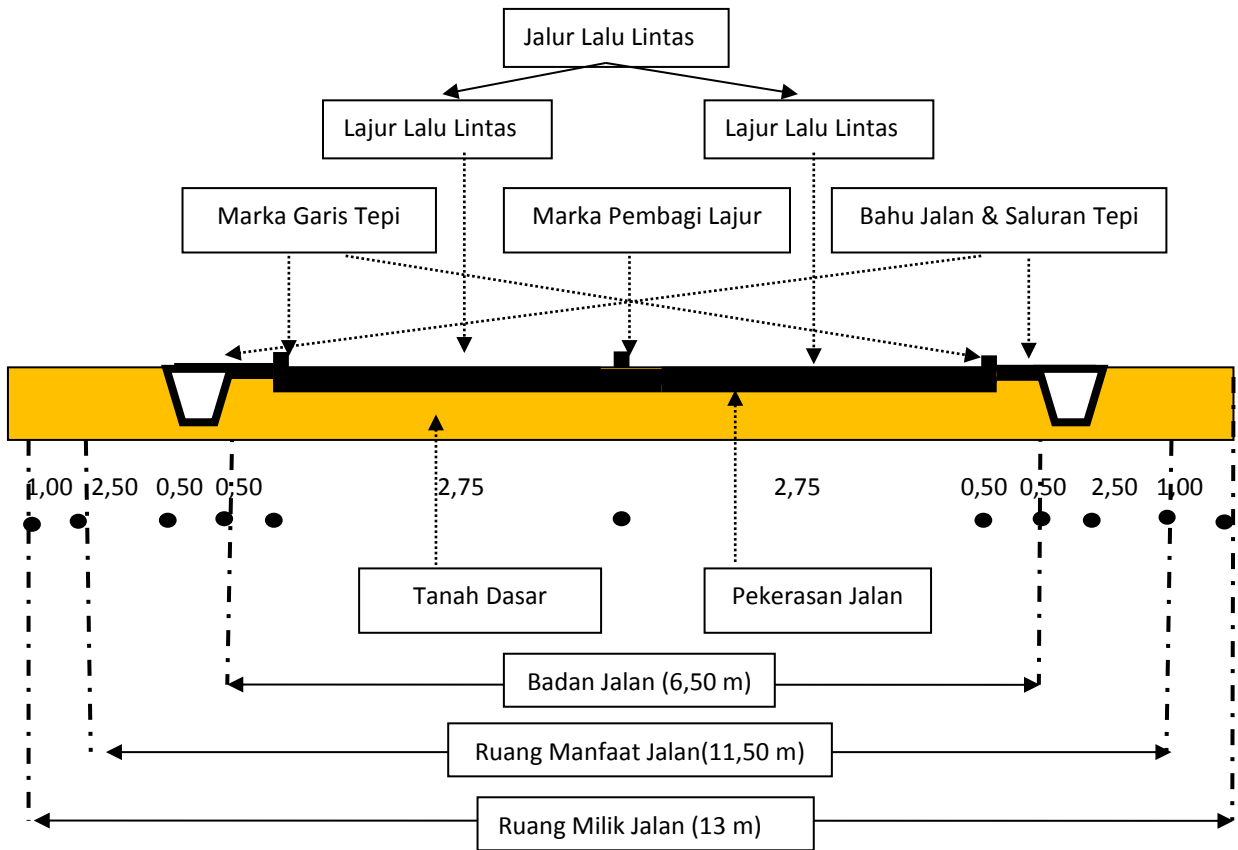 Jalur Lalu Lintas
Lajur Lalu Lintas Lajur Lalu Lintas
Marka Garis Tepi Marka Pembagi Lajur Bahu Jalan & Saluran Tepi
1,00 2,50 0,50 0,50 2,75 2,75 0,50 0,50 2,50 1,00
Tanah Dasar Pekerasan Jalan
Badan Jalan (6,50 m)
Ruang Manfaat Jalan(11,50 m)
Ruang Milik Jalan (13 m)